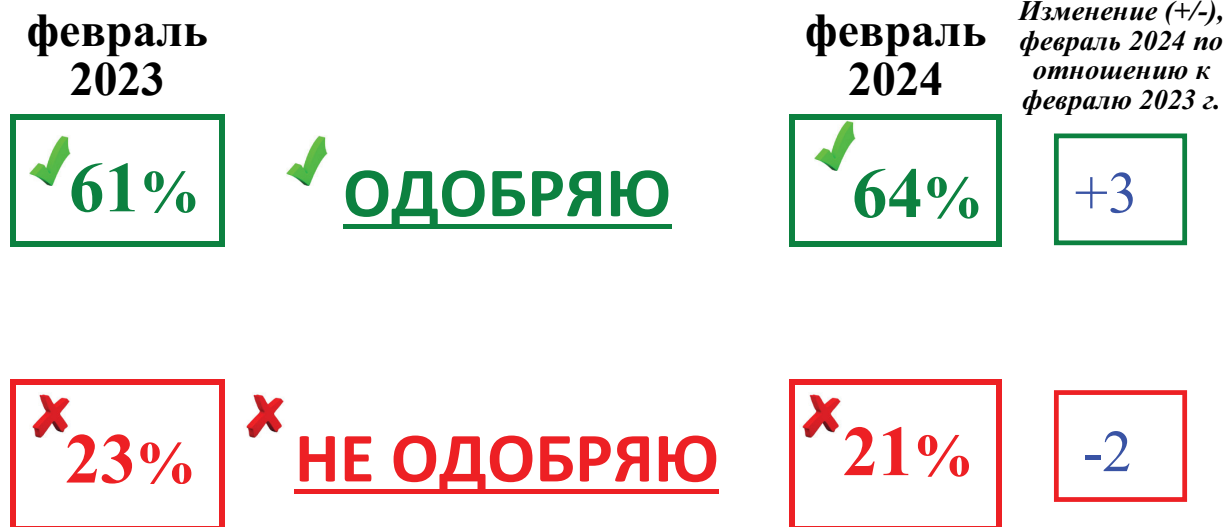 февраль
2023
февраль
2024
Изменение (+/-),
февраль 2024 по
отношению к
февралю 2023 г.
61%
ОДОБРЯЮ
64%
+3
23%
НЕ ОДОБРЯЮ
21%
-2